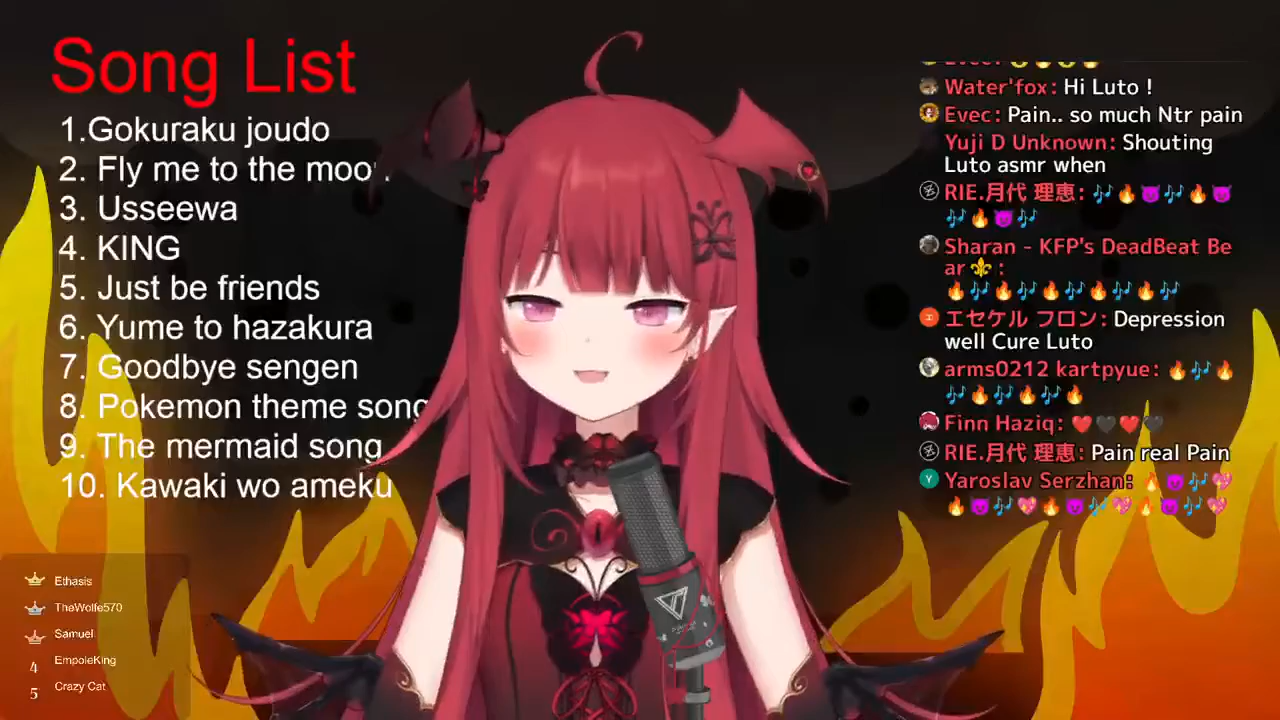 Song List
1.Gokuraku joudo
2. Fly me to the moo
3. Usseewa
4. KING
5. Just be friends
6. Yume to hazakura
7. Goodbye sengen
8. Pokemon theme song
9. The mermaid song
10. Kawaki wo ameku
Ethasis
TheWolfe570
Samuel
4 EmpoleKing
5 Crazy Cat
Water'fox: Hi Luto !
Evec: Pain.. so much Ntr pain
Yuji D Unknown: Shouting
Luto asmr when
RIE.月代 理恵: 🎶🔥😈🎶🔥😈
🎶🔥😈🎶
Sharan - KFP's DeadBeat Be
ar⚜️:
🔥🎶🔥🎶🔥🎶🔥🎶🔥🎶
エセケル フロン: Depression
well Cure Luto
arms0212 kartpyue: 🔥🎶🔥
🎶🔥🎶🔥🎶🔥
Finn Haziq: ❤️🖤❤️🖤
RIE.月代 理恵: Pain real Pain
Yaroslav Serzhan: 🔥😈🎶💖
🔥😈🎶💖🔥😈🎶💖🔥😈🎶💖